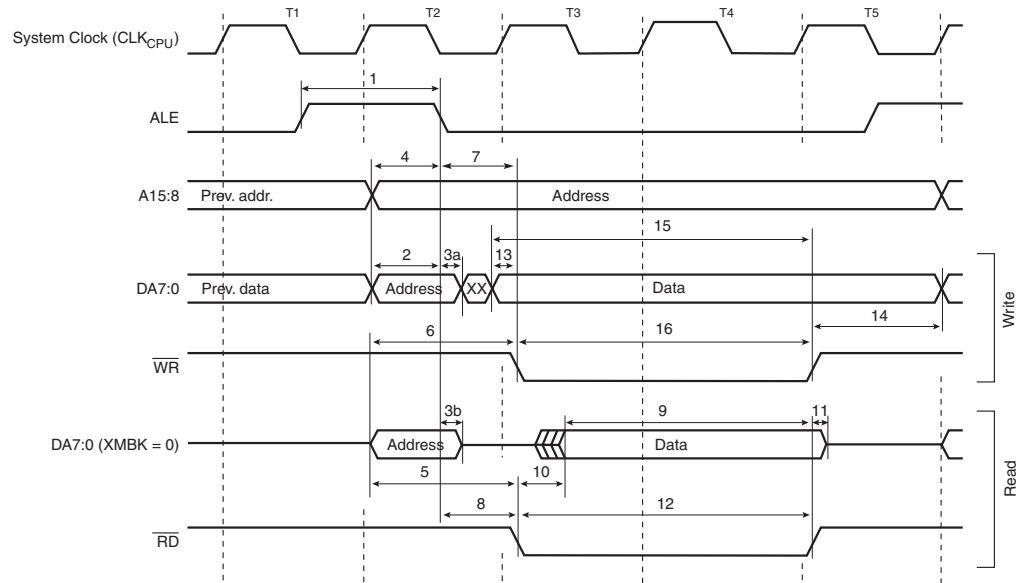 T1 T2 T3 T4 T5
System Clock (CLKCPU)
1
ALE
4 7
A15:8 Prev. addr. Address
15
2 3a 13
DA7:0 Prev. data Address XX Data
14
6 16
WR
Write
3b 9 11
DA7:0 (XMBK = 0) Address Data
5 10
8 12
RD
Read